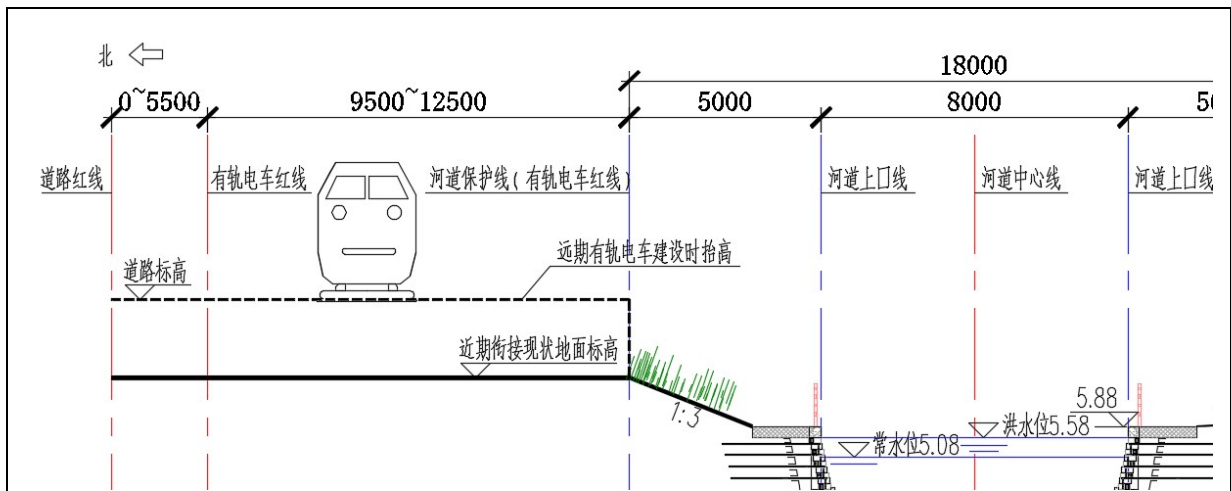 北
18000
0~5500
9500~12500
5000
8000
道路红线
有轨电车红线
河道保护线(有轨电车红线)
河道上口线
河道中心线
河道上口线
远期有轨电车建设时抬高
道路标高
近期衔接现状地面标高
1:3
5.88
洪水位5.58
常水位5.08